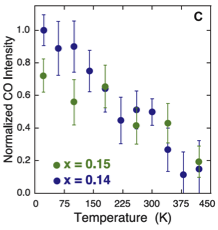 C
Normalized CO Intensity
1.0
0.8
0.6
0.4
0.2
0.0
x = 0.15
x = 0.14
0 75 150 225 300 375 450
Temperature (K)